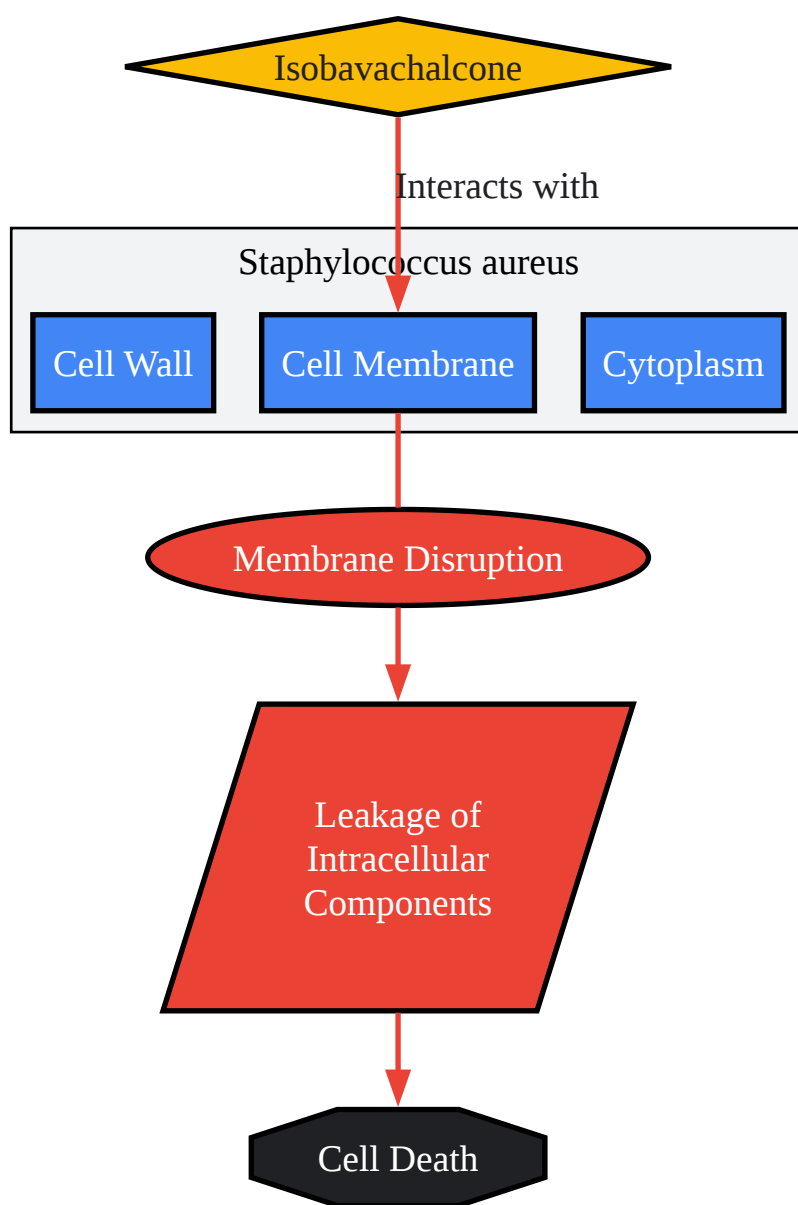 Isobavachalcone
Interacts with
Staphylococcus aureus
Cell Wall
Cell Membrane
Cytoplasm
Membrane Disruption
Leakage of
Intracellular
Components
Cell Death